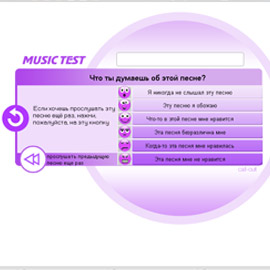 MUSIC TEST
Что ты думаешь об этой песне?
Если хочешь прослушать эту
песню ещё раз, нажми,
пожалуйста, на эту кнопку
прослушать предыдущую
песню ещё раз
Я никогда не слышал эту песню
Эту песню я обожаю
Что-то в этой песне мне нравится
Эта песня безразлична мне
Когда-то эта песня мне нравилась
Эта песня мне не нравится
call out